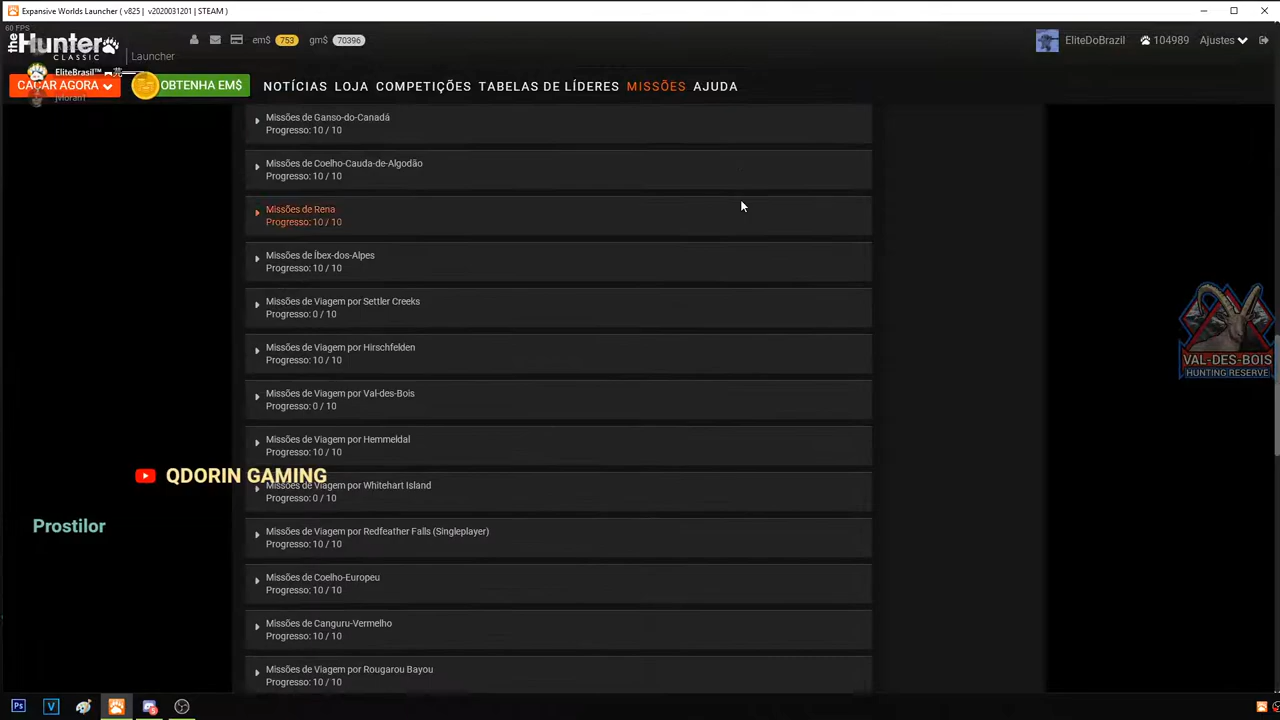 Expansive Worlds Launcher ( v825 | v2020031201 | STEAM )
60 FPS
theHunter
CLASSIC
Launcher
em$ 753 gm$ 70396
EliteDoBrazil 104989 Ajustes
EliteBrasil™
CAÇAR AGORA
jMoran1
OBTENHA EM$
NOTÍCIAS LOJA COMPETIÇÕES TABELAS DE LÍDERES MISSÕES AJUDA
Missões de Ganso-do-Canadá
Progresso: 10 / 10
Missões de Coelho-Cauda-de-Algodão
Progresso: 10 / 10
Missões de Rena
Progresso: 10 / 10
Missões de Íbex-dos-Alpes
Progresso: 10 / 10
Missões de Viagem por Settler Creeks
Progresso: 0 / 10
Missões de Viagem por Hirschfelden
Progresso: 10 / 10
Missões de Viagem por Val-des-Bois
Progresso: 0 / 10
Missões de Viagem por Hemmeldal
Progresso: 10 / 10
Missões de Viagem por Whitehart Island
Progresso: 0 / 10
Missões de Viagem por Redfeather Falls (Singleplayer)
Progresso: 10 / 10
Missões de Coelho-Europeu
Progresso: 10 / 10
Missões de Canguru-Vermelho
Progresso: 10 / 10
Missões de Viagem por Rougarou Bayou
Progresso: 10 / 10
VAL-DES-BOIS
HUNTING RESERVE
QDORIN GAMING
Prostilor
Ps
V